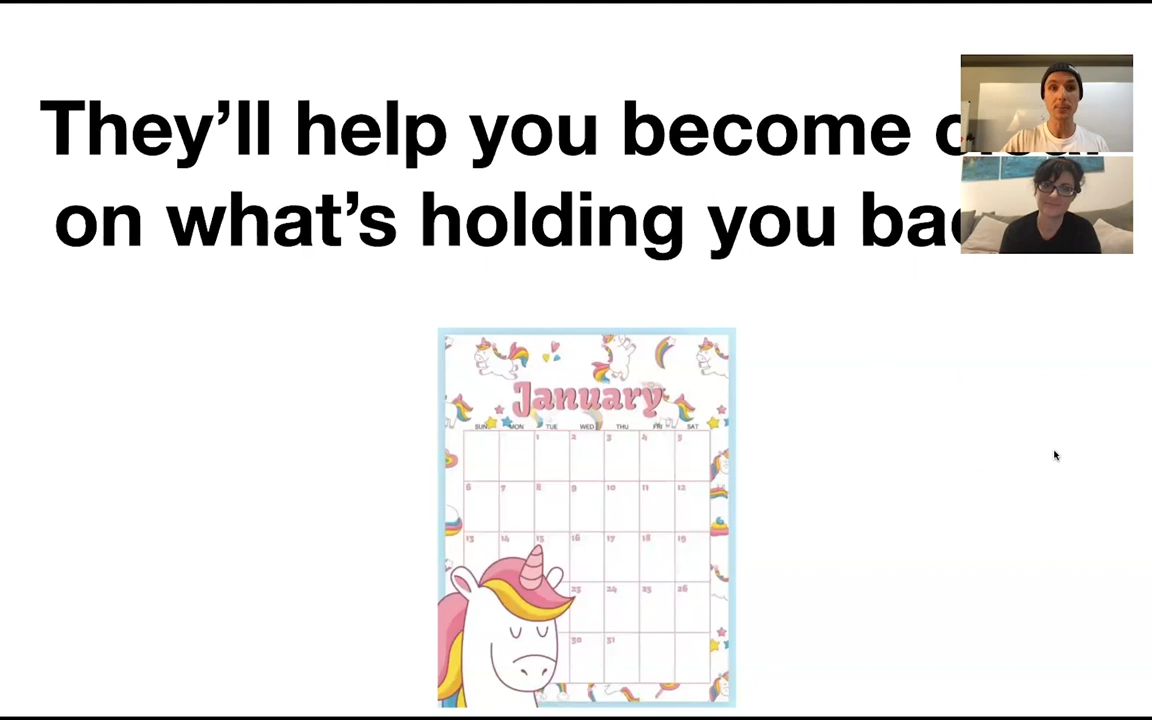 They’ll help you become
on what’s holding you
January
SUN MON TUE WED THU FRI SAT
1 2 3 4 5
6 7 8 9 10 11 12
13 14 15 16 17 18 19
23 24 25 26
30 31